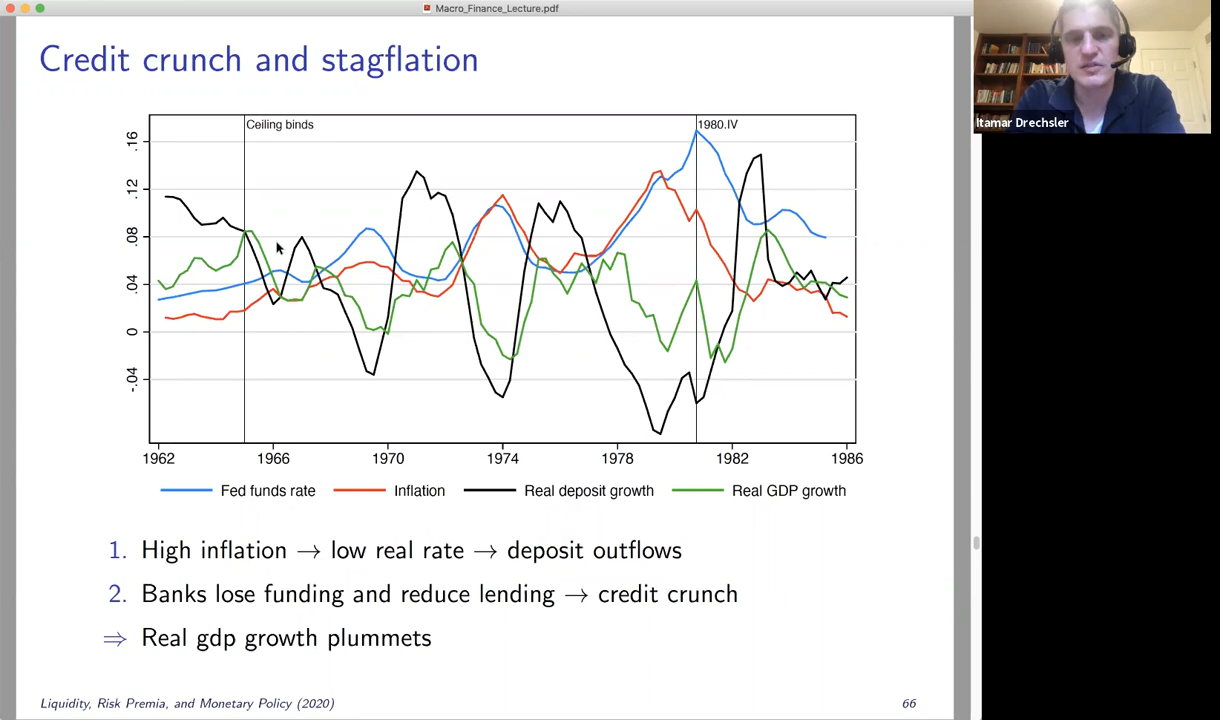 Macro_Finance_Lecture.pdf
Credit crunch and stagflation
Itamar Drechsler
Ceiling binds
1980.IV
.16
.12
.08
.04
0
-.04
1962 1966 1970 1974 1978 1982 1986
Fed funds rate Inflation Real deposit growth Real GDP growth
1. High inflation → low real rate → deposit outflows
2. Banks lose funding and reduce lending → credit crunch
⇒ Real gdp growth plummets
Liquidity, Risk Premia, and Monetary Policy (2020) 66